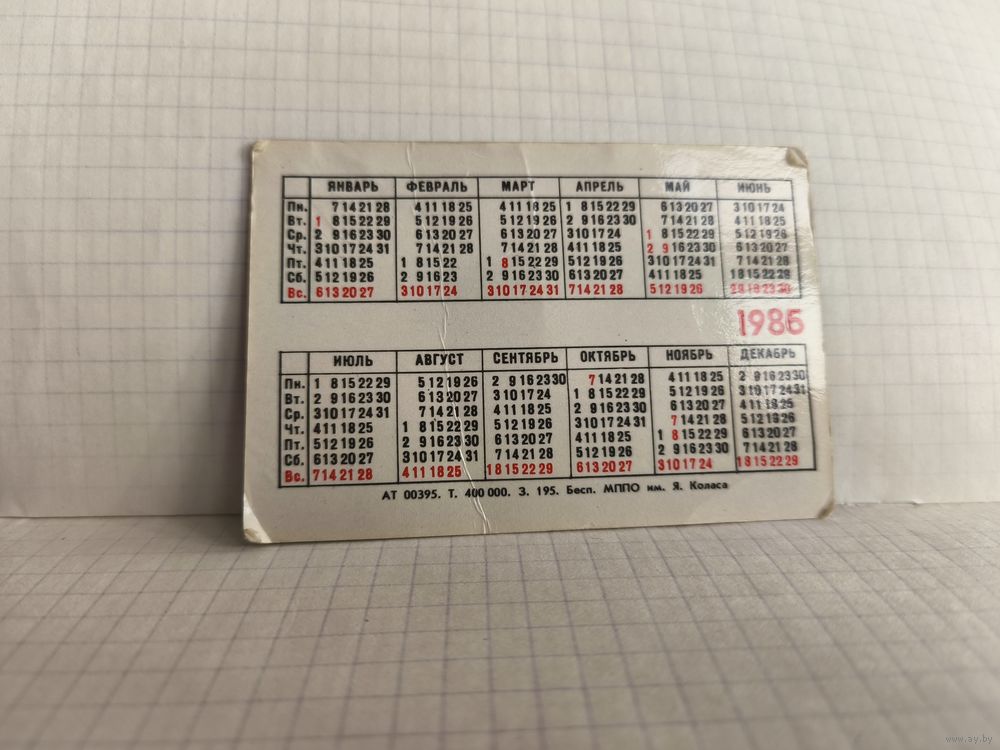 ЯНВАРЬ ФЕВРАЛЬ МАРТ АПРЕЛЬ МАЙ ИЮНЬ
Пн. 7 14 21 28 4 11 18 25 4 11 18 25 1 8 15 22 29 6 13 20 27 3 10 17 24
Вт. 1 8 15 22 29 5 12 19 26 5 12 19 26 2 9 16 23 30 7 14 21 28 4 11 18 25
Ср. 2 9 16 23 30 6 13 20 27 6 13 20 27 3 10 17 24 1 8 15 22 29 5 12 19 26
Чт. 3 10 17 24 31 7 14 21 28 7 14 21 28 4 11 18 25 2 9 16 23 30 6 13 20 27
Пт. 4 11 18 25 1 8 15 22 1 8 15 22 29 5 12 19 26 3 10 17 24 31 7 14 21 28
Сб. 5 12 19 26 2 9 16 23 2 9 16 23 30 6 13 20 27 4 11 18 25 1 8 15 22 29
Вс. 6 13 20 27 3 10 17 24 3 10 17 24 31 7 14 21 28 5 12 19 26 2 9 16 23 30
1985
ИЮЛЬ АВГУСТ СЕНТЯБРЬ ОКТЯБРЬ НОЯБРЬ ДЕКАБРЬ
Пн. 1 8 15 22 29 5 12 19 26 2 9 16 23 30 7 14 21 28 4 11 18 25 2 9 16 23 30
Вт. 2 9 16 23 30 6 13 20 27 3 10 17 24 1 8 15 22 29 5 12 19 26 3 10 17 24 31
Ср. 3 10 17 24 31 7 14 21 28 4 11 18 25 2 9 16 23 30 6 13 20 27 4 11 18 25
Чт. 4 11 18 25 1 8 15 22 29 5 12 19 26 3 10 17 24 31 7 14 21 28 5 12 19 26
Пт. 5 12 19 26 2 9 16 23 30 6 13 20 27 4 11 18 25 1 8 15 22 29 6 13 20 27
Сб. 6 13 20 27 3 10 17 24 31 7 14 21 28 5 12 19 26 2 9 16 23 30 7 14 21 28
Вс. 7 14 21 28 4 11 18 25 1 8 15 22 29 6 13 20 27 3 10 17 24 1 8 15 22 29
АТ 00395. Т. 400 000. З. 195. Бесп. МППО им. Я. Коласа
www.ay.by